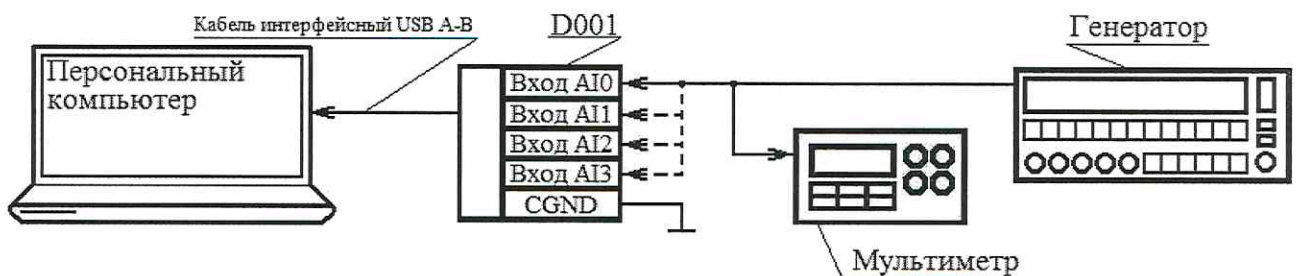 Кабель интерфейсный USB A-B
D001
Генератор
Персональный
компьютер
Вход AI0
Вход AI1
Вход AI2
Вход AI3
CGND
Мультиметр